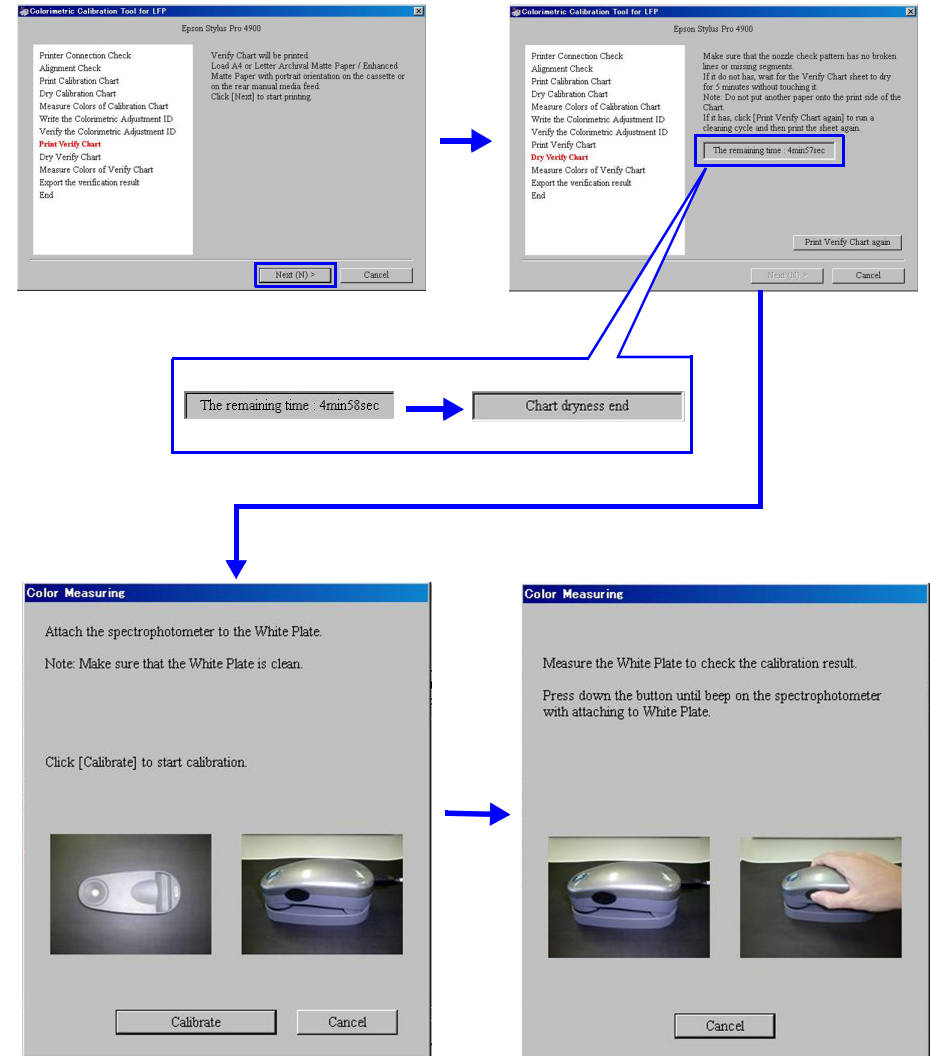 Colorimetric Calibration Tool for LFP
Epson Stylus Pro 4900
Printer Connection Check
Alignment Check
Print Calibration Chart
Dry Calibration Chart
Measure Colors of Calibration Chart
Write the Colorimetric Adjustment ID
Verify the Colorimetric Adjustment ID
Print Verify Chart
Dry Verify Chart
Measure Colors of Verify Chart
Export the verification result
End
Verify Chart will be printed.
Load A4 or Letter Archival Matte Paper / Enhanced
Matte Paper with portrait orientation on the cassette or
on the rear manual media feed.
Click [Next] to start printing.
Next (N) >
Cancel
Colorimetric Calibration Tool for LFP
Epson Stylus Pro 4900
Printer Connection Check
Alignment Check
Print Calibration Chart
Dry Calibration Chart
Measure Colors of Calibration Chart
Write the Colorimetric Adjustment ID
Verify the Colorimetric Adjustment ID
Print Verify Chart
Dry Verify Chart
Measure Colors of Verify Chart
Export the verification result
End
Make sure that the nozzle check pattern has no broken
lines or missing segments.
If it do not has, wait for the Verify Chart sheet to dry
for 5 minutes without touching it.
Note: Do not put another paper onto the print side of the
Chart.
If it has, click [Print Verify Chart again] to run a
cleaning cycle and then print the sheet again.
The remaining time : 4min57sec
Print Verify Chart again
Next (N) >
Cancel
The remaining time : 4min58sec
Chart dryness end
Color Measuring
Attach the spectrophotometer to the White Plate.
Note: Make sure that the White Plate is clean.
Click [Calibrate] to start calibration.
Calibrate
Cancel
Color Measuring
Measure the White Plate to check the calibration result.
Press down the button until beep on the spectrophotometer
with attaching to White Plate.
Cancel